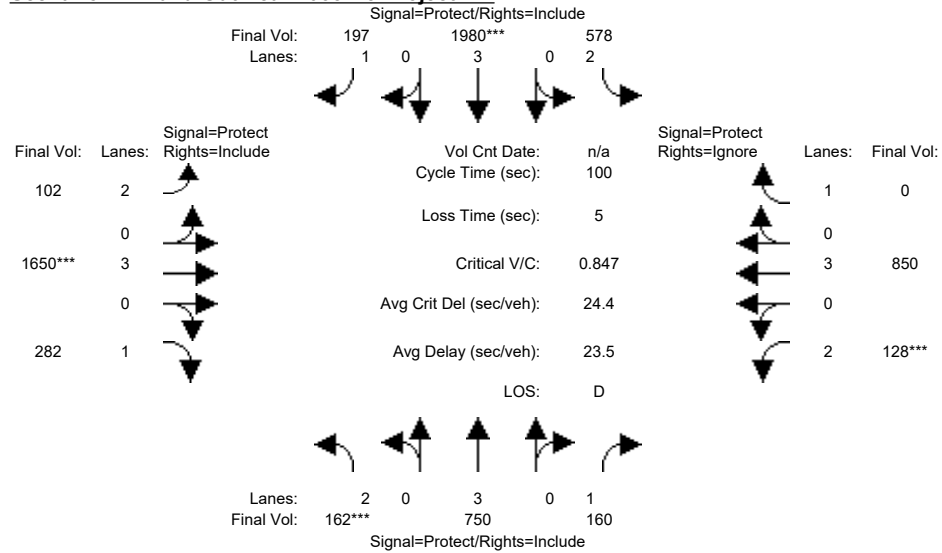 Signal=Protect/Rights=Include
Final Vol: 197 1980*** 578
Lanes: 1 0 3 0 2
Signal=Protect
Final Vol: Lanes: Rights=Include
Vol Cnt Date: n/a
Signal=Protect
Rights=Ignore Lanes: Final Vol:
Cycle Time (sec): 100
102 2
1 0
Loss Time (sec): 5
0
0
1650*** 3
Critical V/C: 0.847
3 850
0
Avg Crit Del (sec/veh): 24.4
0
282 1
Avg Delay (sec/veh): 23.5
2 128***
LOS: D
Lanes: 2 0 3 0 1
Final Vol: 162*** 750 160
Signal=Protect/Rights=Include